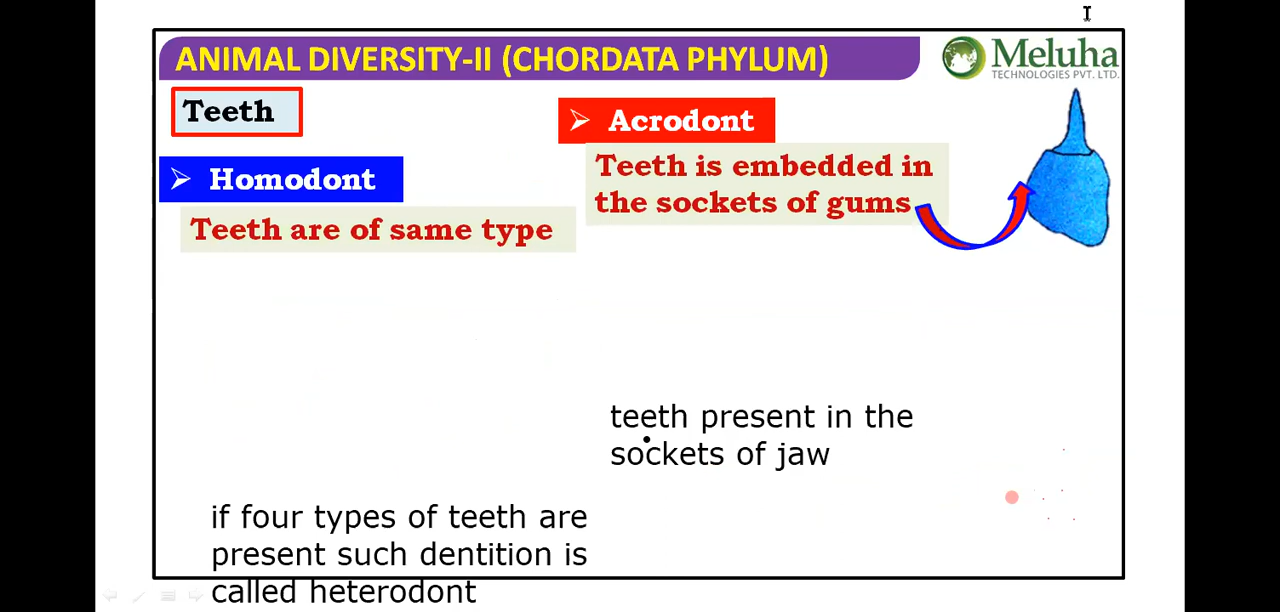 ANIMAL DIVERSITY-II (CHORDATA PHYLUM)
Meluha
TECHNOLOGIES PVT. LTD.
Teeth
➢ Homodont
Teeth are of same type
➢ Acrodont
Teeth is embedded in
the sockets of gums
teeth present in the
sockets of jaw
if four types of teeth are
present such dentition is
called heterodont